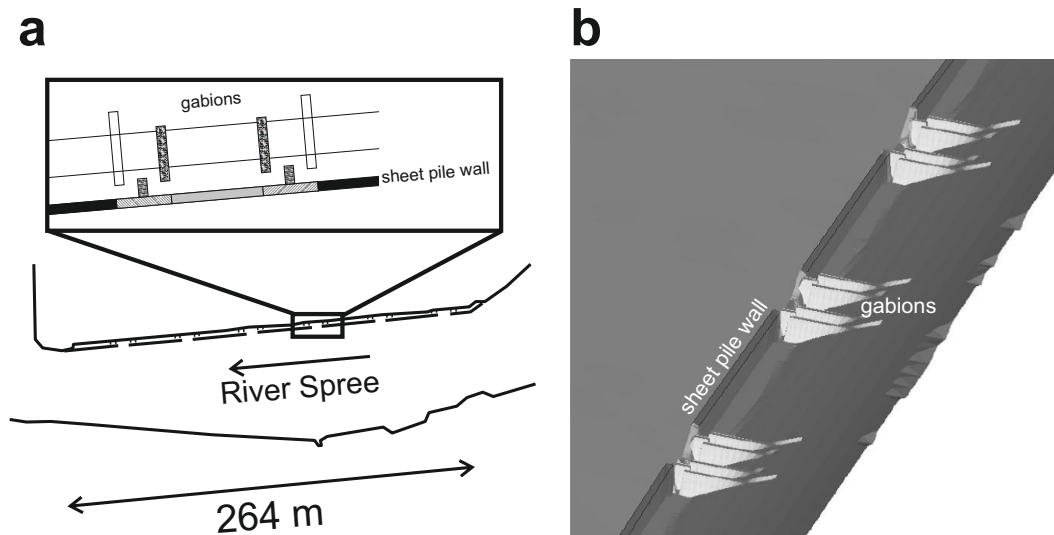 a
gabions
sheet pile wall
River Spree
264 m
b
sheet pile wall
gabions